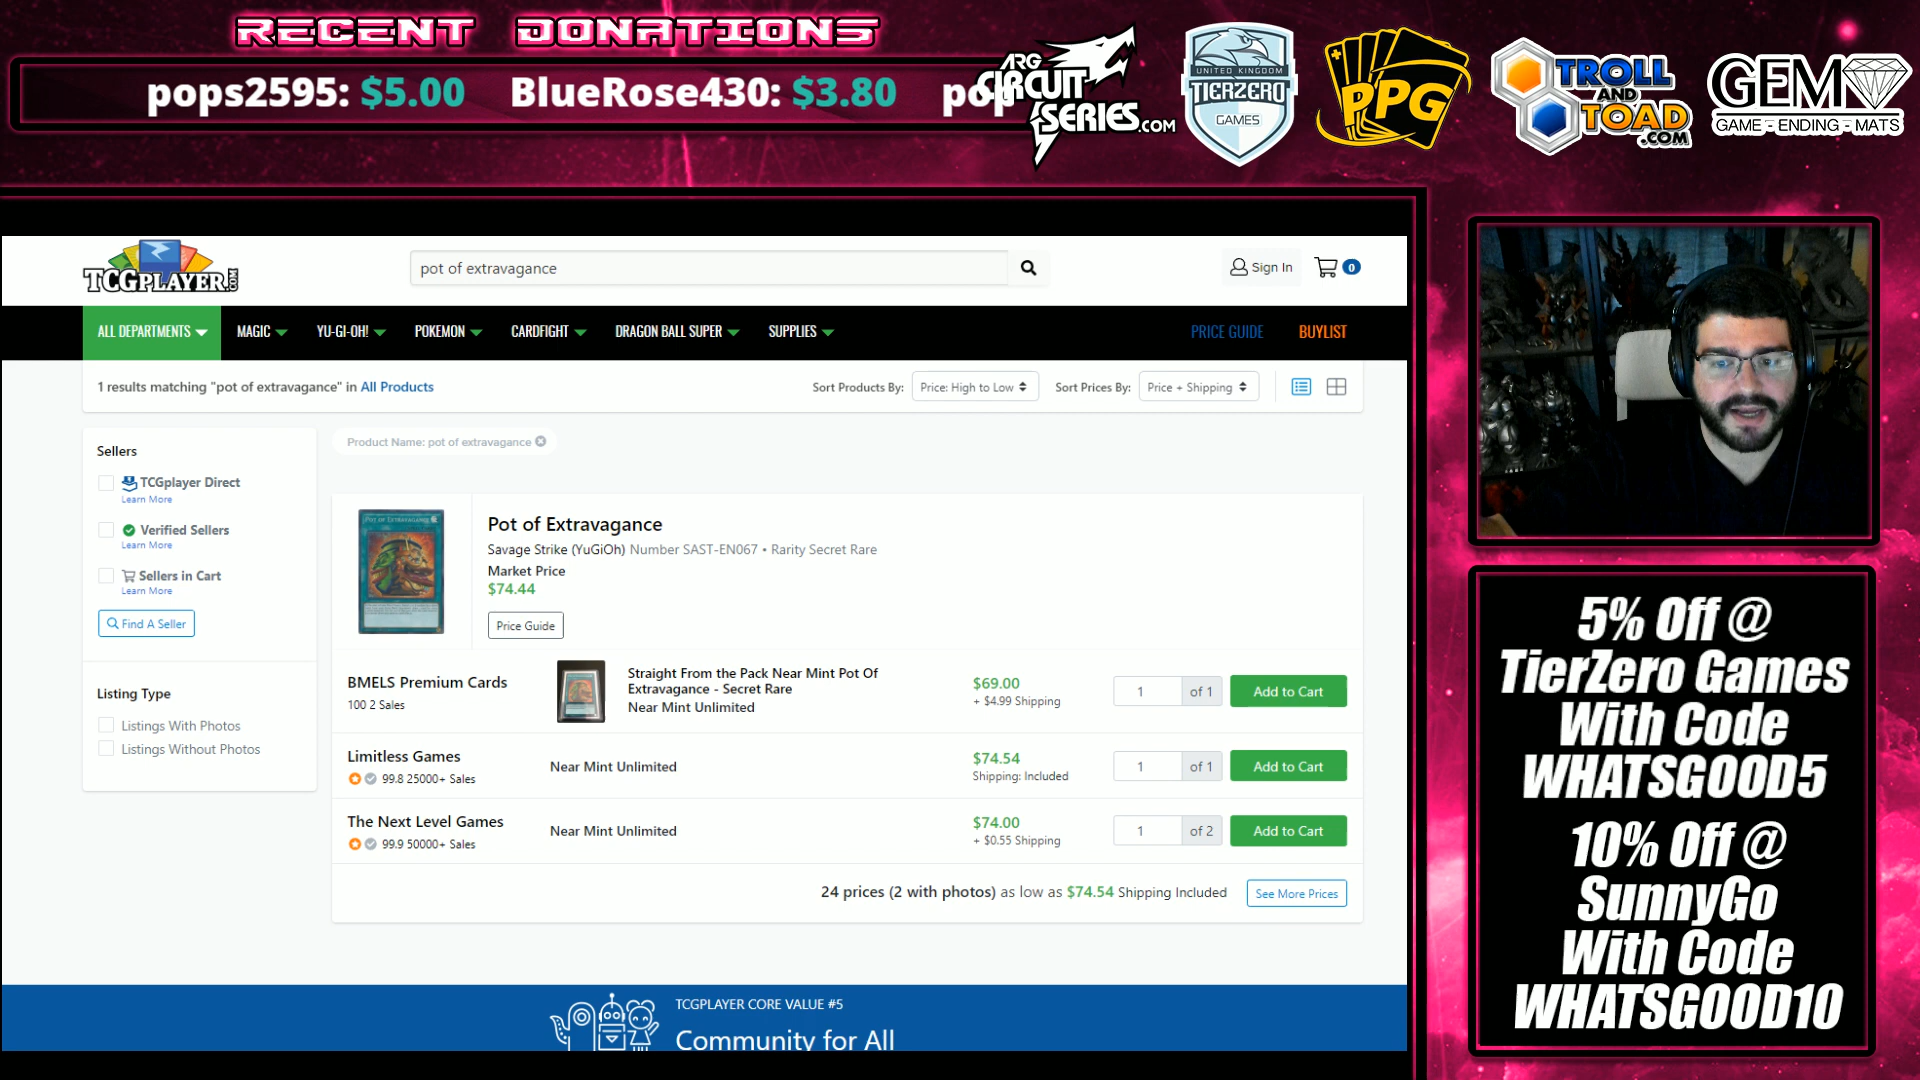 RECENT DONATIONS
pops2595: $5.00 BlueRose430: $3.80 pop
ARG CIRCUIT SERIES.COM
UNITED KINGDOM
TIERZERO
GAMES
PPG
TROLL AND TOAD .COM
GEM
GAME - ENDING - MATS
TCGPLAYER.COM
pot of extravagance
Sign In 0
ALL DEPARTMENTS MAGIC YU-GI-OH! POKEMON CARDFIGHT DRAGON BALL SUPER SUPPLIES PRICE GUIDE BUYLIST
1 results matching "pot of extravagance" in All Products
Sort Products By: Price: High to Low Sort Prices By: Price + Shipping
Product Name: pot of extravagance
Sellers
TCGplayer Direct
Learn More
Verified Sellers
Learn More
Sellers in Cart
Learn More
Find A Seller
Listing Type
Listings With Photos
Listings Without Photos
POT OF EXTRAVAGANCE
Pot of Extravagance
Savage Strike (YuGiOh) Number SAST-EN067 • Rarity Secret Rare
Market Price
$74.44
Price Guide
BMELS Premium Cards
100 2 Sales
Straight From the Pack Near Mint Pot Of
Extravagance - Secret Rare
Near Mint Unlimited
$69.00
+ $4.99 Shipping
1 of 1 Add to Cart
Limitless Games
99.8 25000+ Sales
Near Mint Unlimited
$74.54
Shipping: Included
1 of 1 Add to Cart
The Next Level Games
99.9 50000+ Sales
Near Mint Unlimited
$74.00
+ $0.55 Shipping
1 of 2 Add to Cart
24 prices (2 with photos) as low as $74.54 Shipping Included See More Prices
TCGPLAYER CORE VALUE #5
Community for All
5% Off @
TierZero Games
With Code
WHATSGOOD5
10% Off @
SunnyGo
With Code
WHATSGOOD10